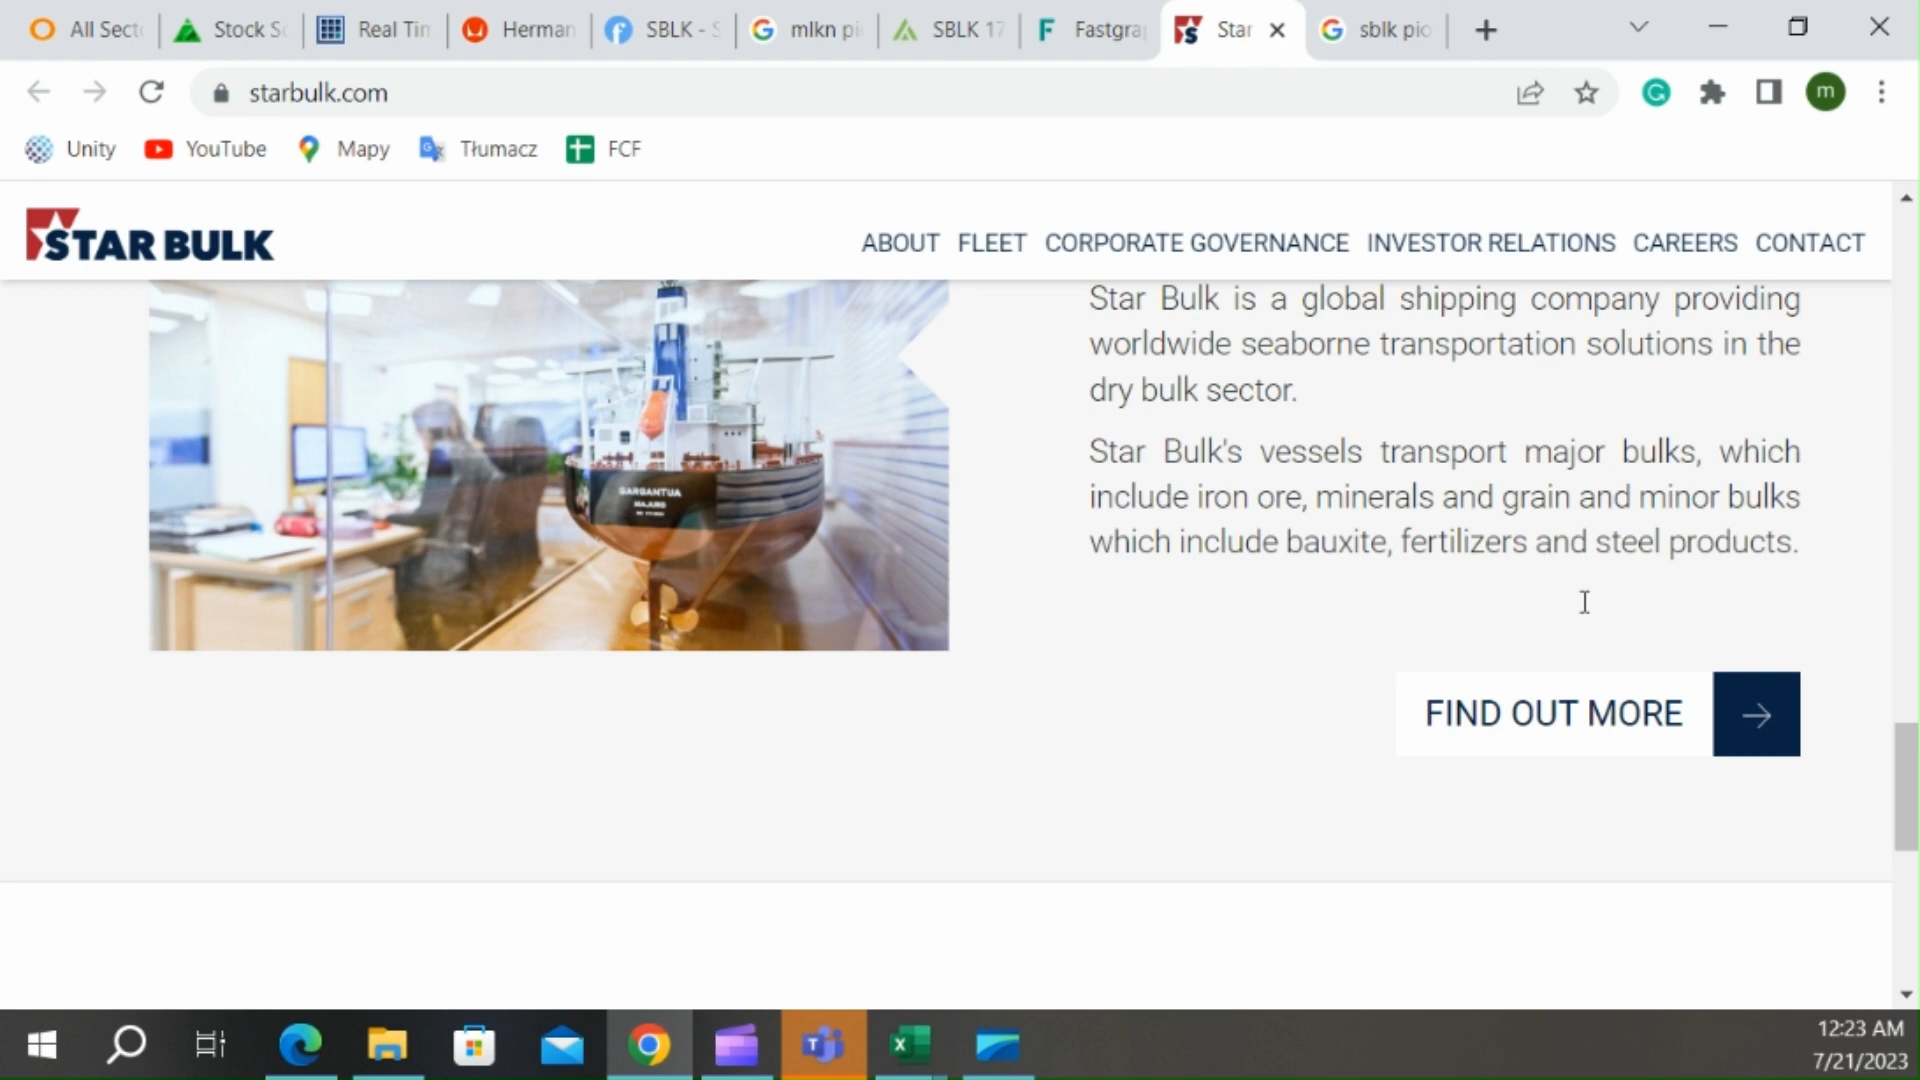 All Sect
Stock S
Real Tin
Herman
SBLK - S
mlkn pi
SBLK 17
Fastgra
Star
sblk pio
starbulk.com
m
Unity
YouTube
Mapy
Tłumacz
FCF
STAR BULK
ABOUT FLEET CORPORATE GOVERNANCE INVESTOR RELATIONS CAREERS CONTACT
Star Bulk is a global shipping company providing
worldwide seaborne transportation solutions in the
dry bulk sector.
Star Bulk's vessels transport major bulks, which
include iron ore, minerals and grain and minor bulks
which include bauxite, fertilizers and steel products.
GARGANTUA
MAJURO
FIND OUT MORE
12:23 AM
7/21/2023